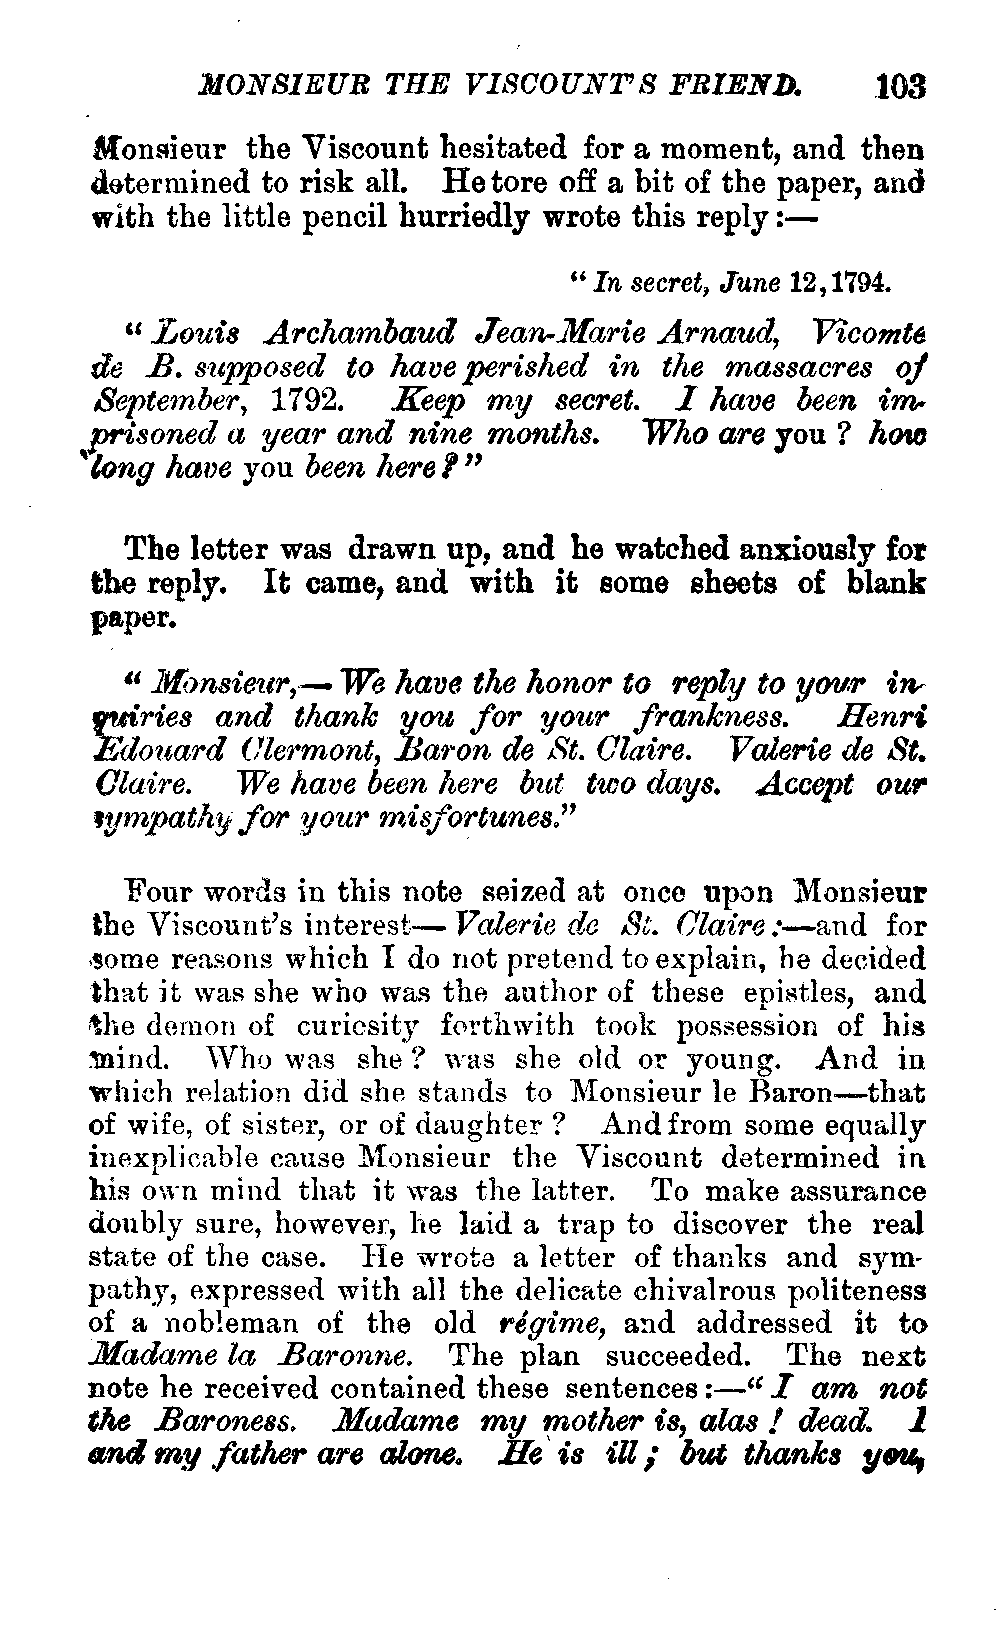 MONSIEUR THE VISCOUNT'S FRIEND. 103
Monsieur the Viscount hesitated for a moment, and then
determined to risk all. He tore off a bit of the paper, and
with the little pencil hurriedly wrote this reply:—
"In secret, June 12, 1794.
"Louis Archambaud Jean-Marie Arnaud, Vicomte
de B. supposed to have perished in the massacres of
September, 1792. Keep my secret. I have been im-
prisoned a year and nine months. Who are you? how
long have you been here?"
The letter was drawn up, and he watched anxiously for
the reply. It came, and with it some sheets of blank
paper.
"Monsieur,—We have the honor to reply to your in-
quiries and thank you for your frankness. Henri
Edouard Clermont, Baron de St. Claire. Valerie de St.
Claire. We have been here but two days. Accept our
sympathy for your misfortunes."
Four words in this note seized at once upon Monsieur
the Viscount's interest—Valerie de St. Claire:—and for
some reasons which I do not pretend to explain, he decided
that it was she who was the author of these epistles, and
the demon of curiosity forthwith took possession of his
mind. Who was she? was she old or young. And in
which relation did she stands to Monsieur le Baron—that
of wife, of sister, or of daughter? And from some equally
inexplicable cause Monsieur the Viscount determined in
his own mind that it was the latter. To make assurance
doubly sure, however, he laid a trap to discover the real
state of the case. He wrote a letter of thanks and sym-
pathy, expressed with all the delicate chivalrous politeness
of a nobleman of the old régime, and addressed it to
Madame la Baronne. The plan succeeded. The next
note he received contained these sentences:—"I am not
the Baroness. Madame my mother is, alas! dead. I
and my father are alone. He is ill; but thanks you,